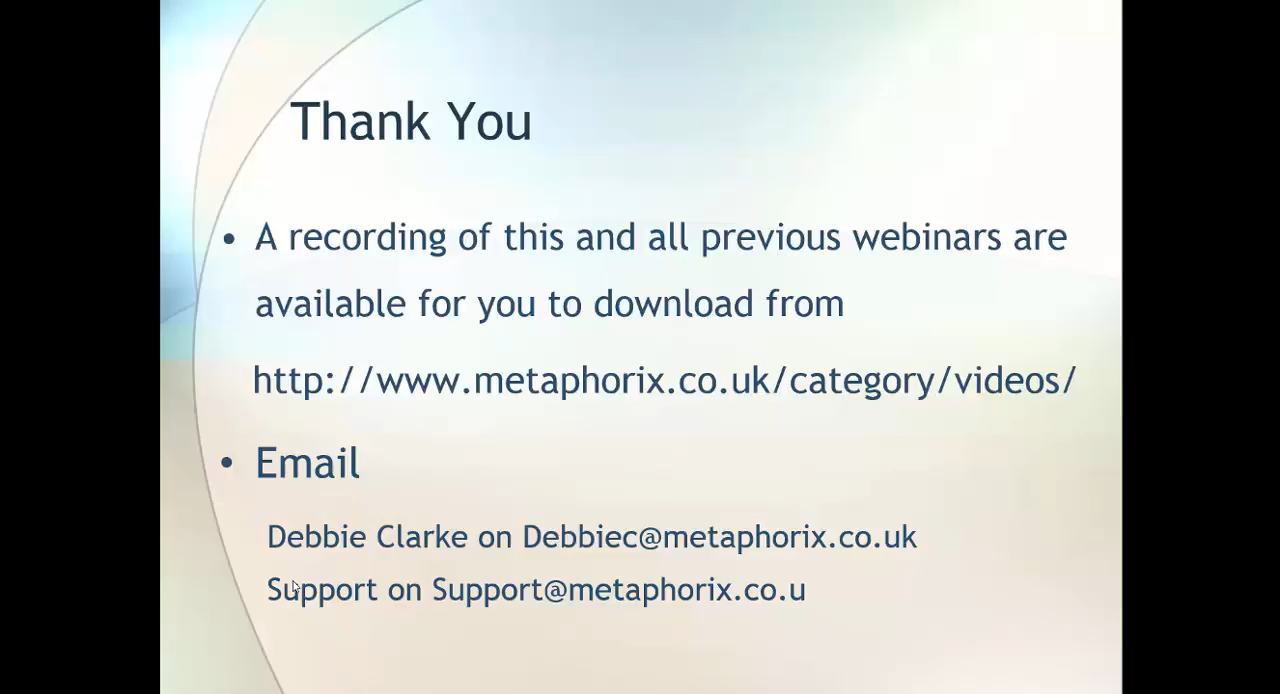 Thank You
• A recording of this and all previous webinars are
available for you to download from
http://www.metaphorix.co.uk/category/videos/
• Email
Debbie Clarke on Debbiec@metaphorix.co.uk
Support on Support@metaphorix.co.u